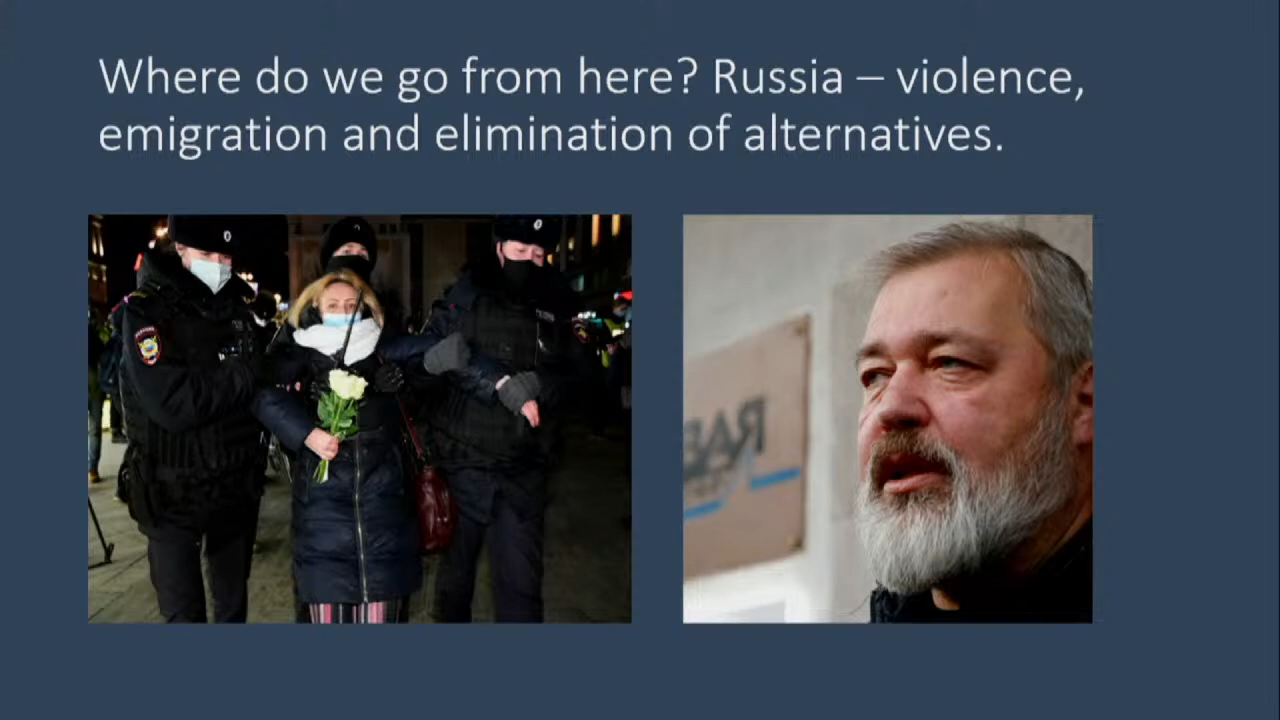 Where do we go from here? Russia – violence,
emigration and elimination of alternatives.